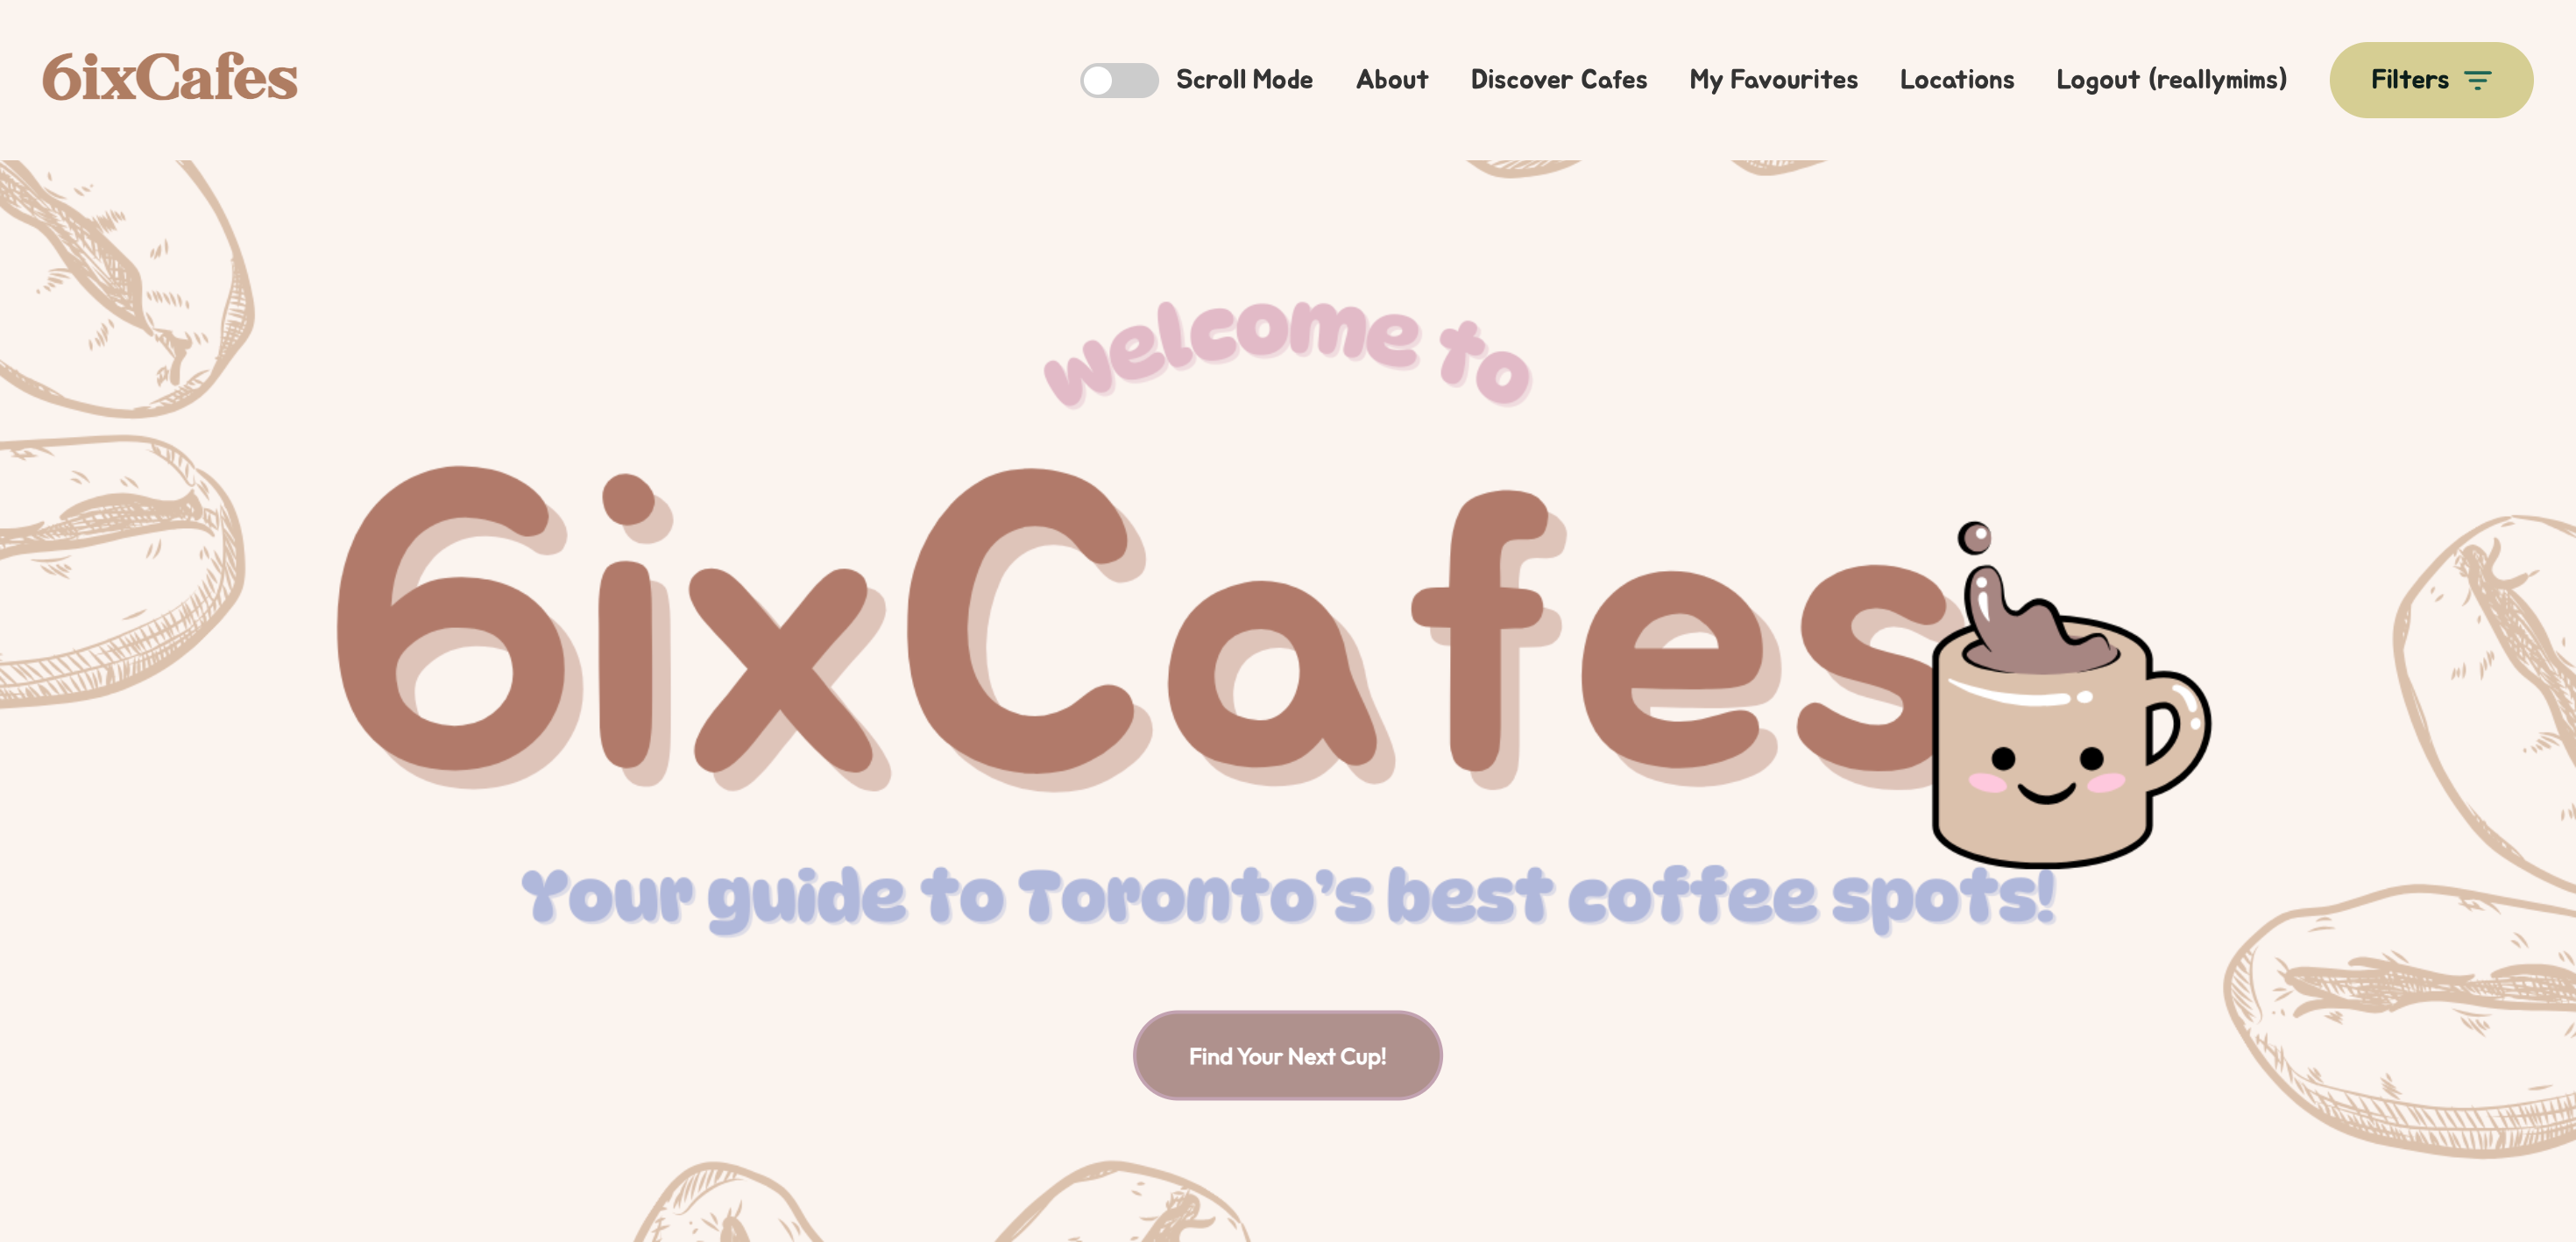 6ixCafes
Scroll Mode About Discover Cafes My Favourites Locations Logout (reallymims) Filters
welcome to
6ixCafes
Your guide to Toronto's best coffee spots!
Find Your Next Cup!